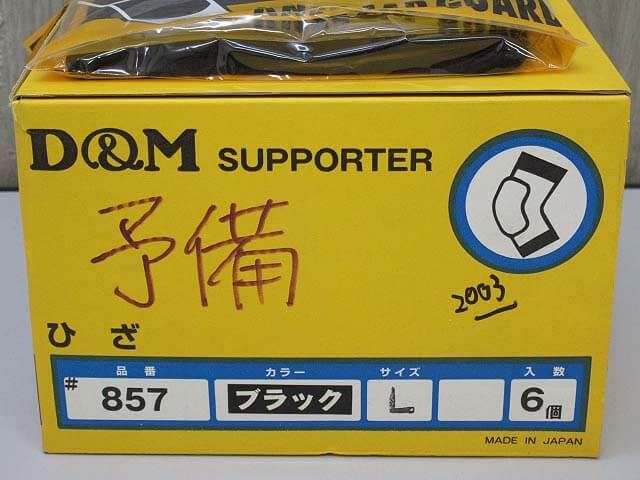 D&M SUPPORTER
予備
2003
ひざ
品番 カラー サイズ 入数
# 857 ブラック L 6個
MADE IN JAPAN